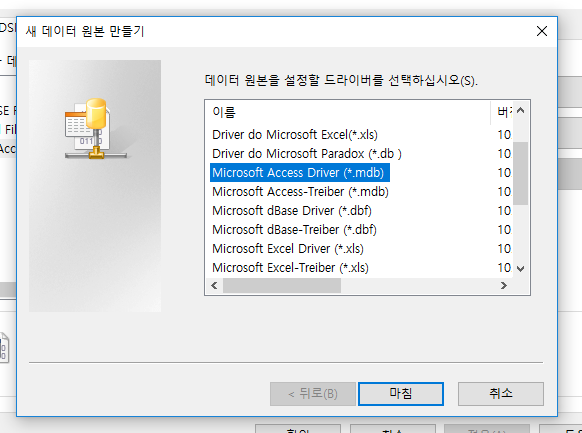 새 데이터 원본 만들기
데이터 원본을 설정할 드라이버를 선택하십시오(S).
이름
Driver do Microsoft Excel(*.xls) 10
Driver do Microsoft Paradox (*.db ) 10
Microsoft Access Driver (*.mdb) 10
Microsoft Access-Treiber (*.mdb) 10
Microsoft dBase Driver (*.dbf) 10
Microsoft dBase-Treiber (*.dbf) 10
Microsoft Excel Driver (*.xls) 10
Microsoft Excel-Treiber (*.xls) 10
< 뒤로(B) 마침 취소